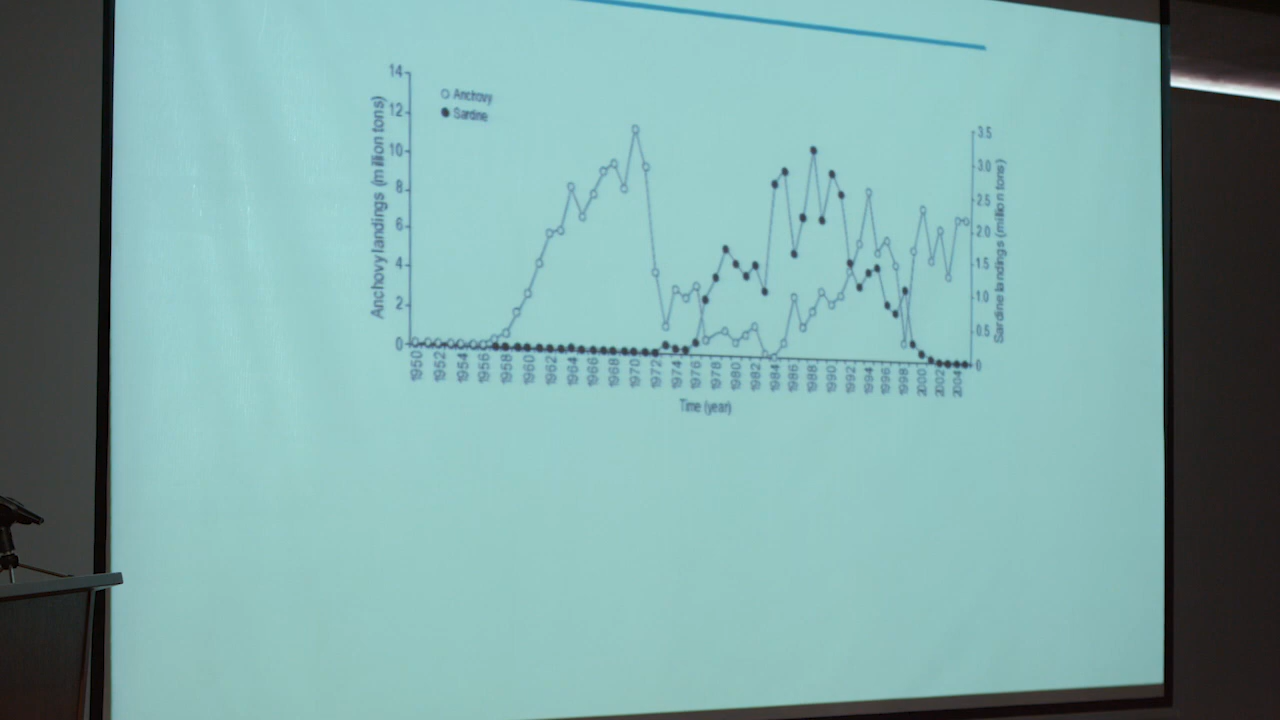 14
12
10
8
6
4
2
0
Anchovy landings (million tons)
Anchovy
Sardine
3.5
3.0
2.5
2.0
1.5
1.0
0.5
0
Sardine landings (million tons)
1950 1952 1954 1956 1958 1960 1962 1964 1966 1968 1970 1972 1974 1976 1978 1980 1982 1984 1986 1988 1990 1992 1994 1996 1998 2000 2002 2004
Time (year)